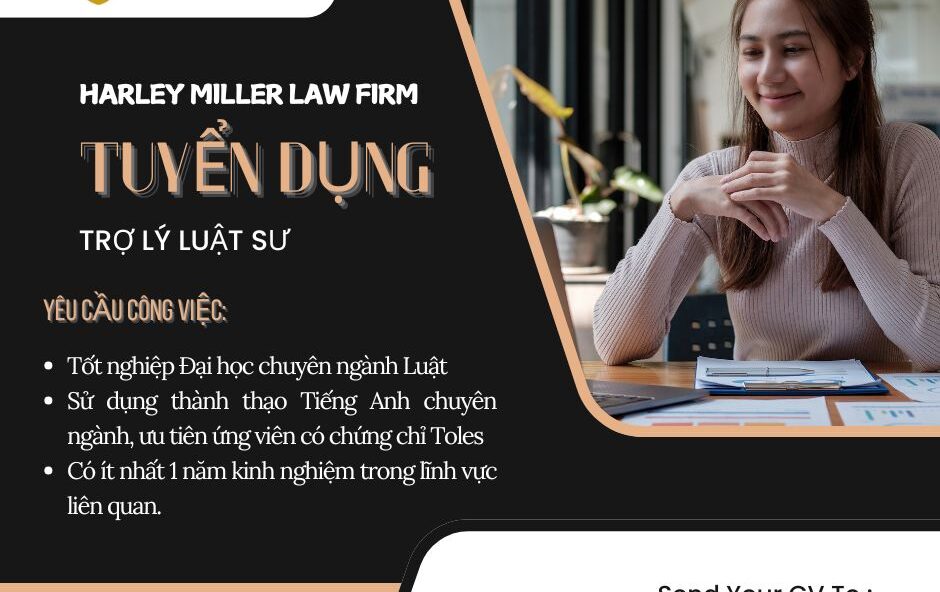 HARLEY MILLER LAW FIRM
TUYỂN DỤNG
TRỢ LÝ LUẬT SƯ
YÊU CẦU CÔNG VIỆC:
• Tốt nghiệp Đại học chuyên ngành Luật
• Sử dụng thành thạo Tiếng Anh chuyên
ngành, ưu tiên ứng viên có chứng chỉ Toles
• Có ít nhất 1 năm kinh nghiệm trong lĩnh vực
liên quan.
Send Your CV To :